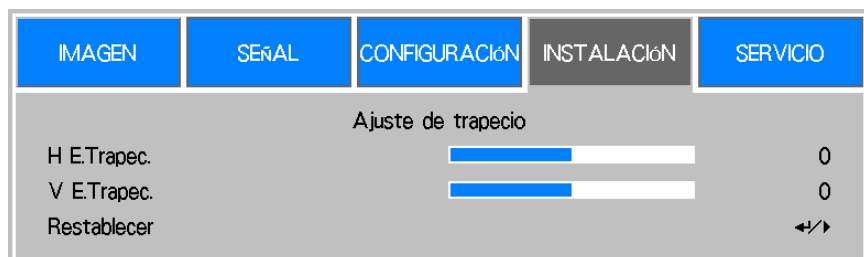 IMAGEN SEñAL CONFIGURACIóN INSTALACIóN SERVICIO
Ajuste de trapecio
H E.Trapec. 0
V E.Trapec. 0
Restablecer ↵/▶